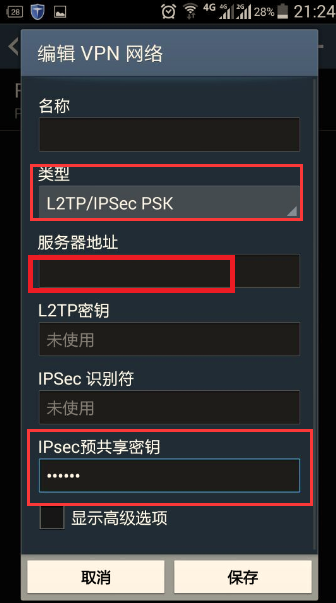 28
4G 4G 2G 28% 21:24
编辑 VPN 网络
名称
类型
L2TP/IPSec PSK
服务器地址
L2TP密钥
未使用
IPSec 识别符
未使用
IPsec预共享密钥
••••••
显示高级选项
取消 保存